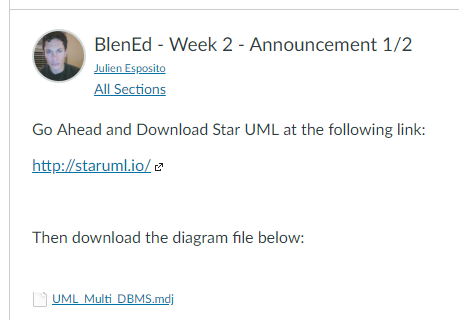 BlenEd - Week 2 - Announcement 1/2
Julien Esposito
All Sections
Go Ahead and Download Star UML at the following link:
http://staruml.io/
Then download the diagram file below:
UML_Multi_DBMS.mdj